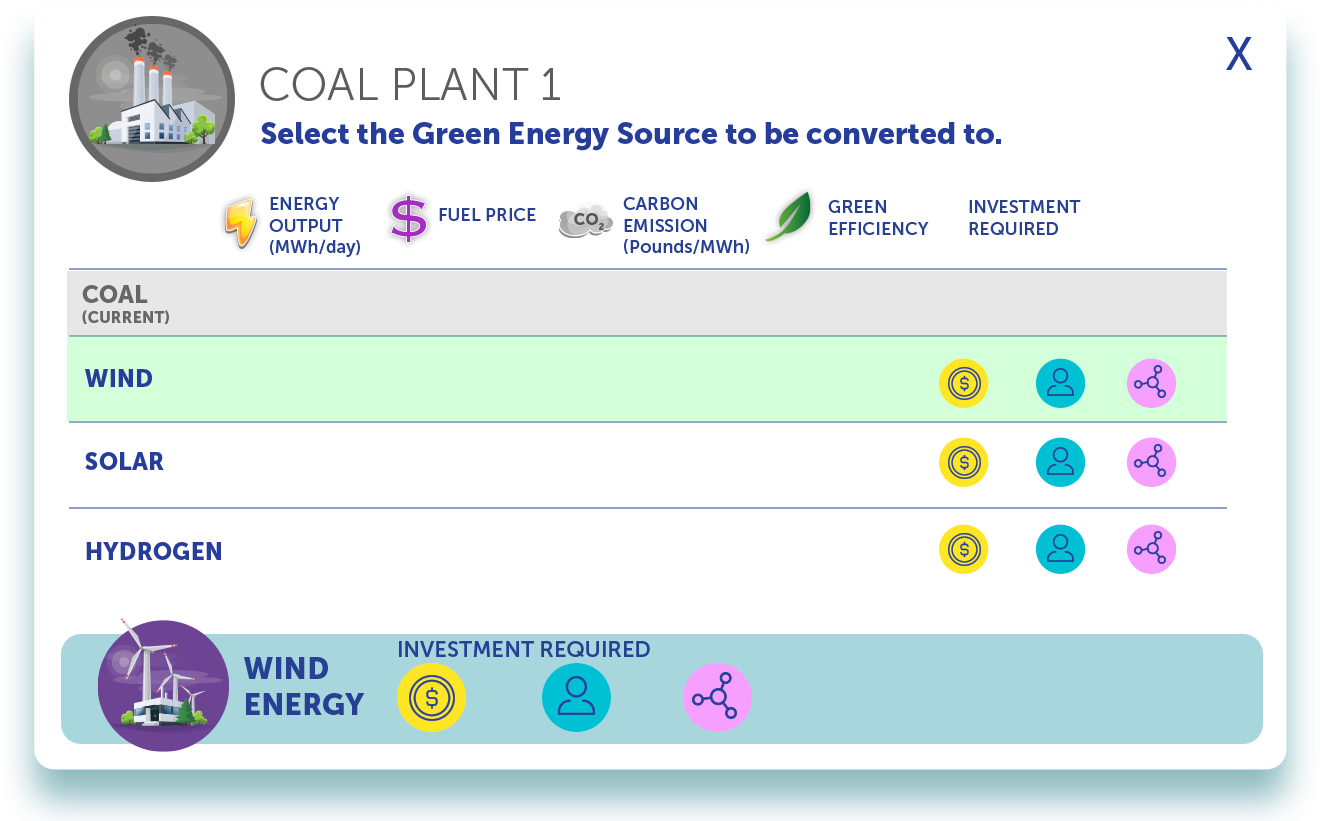 X
COAL PLANT 1
Select the Green Energy Source to be converted to.
ENERGY
OUTPUT
(MWh/day)
$
FUEL PRICE
CO2
CARBON
EMISSION
(Pounds/MWh)
GREEN
EFFICIENCY
INVESTMENT
REQUIRED
COAL
(CURRENT)
WIND
$
SOLAR
$
HYDROGEN
$
WIND
ENERGY
INVESTMENT REQUIRED
$